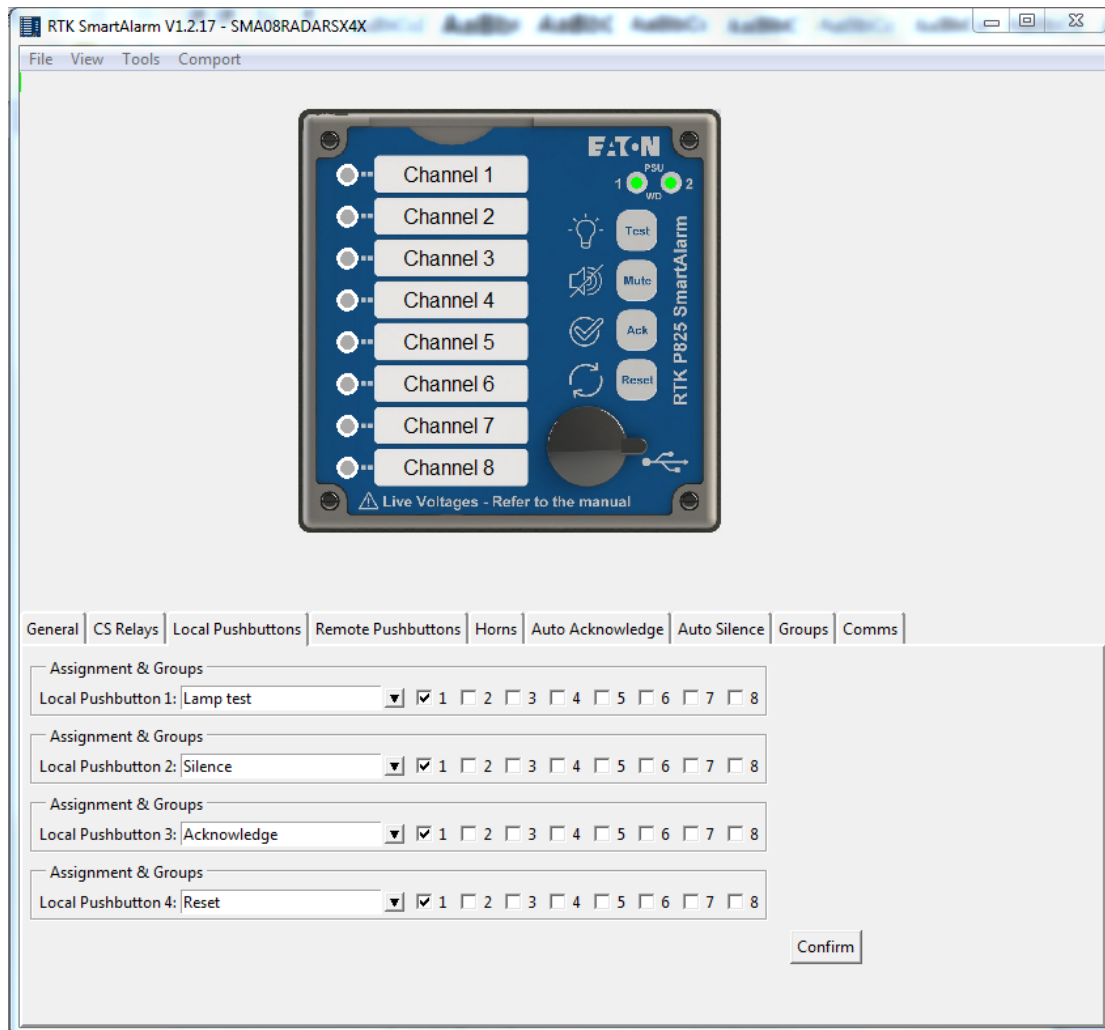 RTK SmartAlarm V1.2.17 - SMA08RADARSX4X
File View Tools Comport
EATON
PSU
1 2
WD
Channel 1
Channel 2
Channel 3
Channel 4
Channel 5
Channel 6
Channel 7
Channel 8
Test
Mute
Ack
Reset
RTK P825 SmartAlarm
Live Voltages - Refer to the manual
General CS Relays Local Pushbuttons Remote Pushbuttons Horns Auto Acknowledge Auto Silence Groups Comms
Assignment & Groups
Local Pushbutton 1: Lamp test 1 2 3 4 5 6 7 8
Assignment & Groups
Local Pushbutton 2: Silence 1 2 3 4 5 6 7 8
Assignment & Groups
Local Pushbutton 3: Acknowledge 1 2 3 4 5 6 7 8
Assignment & Groups
Local Pushbutton 4: Reset 1 2 3 4 5 6 7 8
Confirm